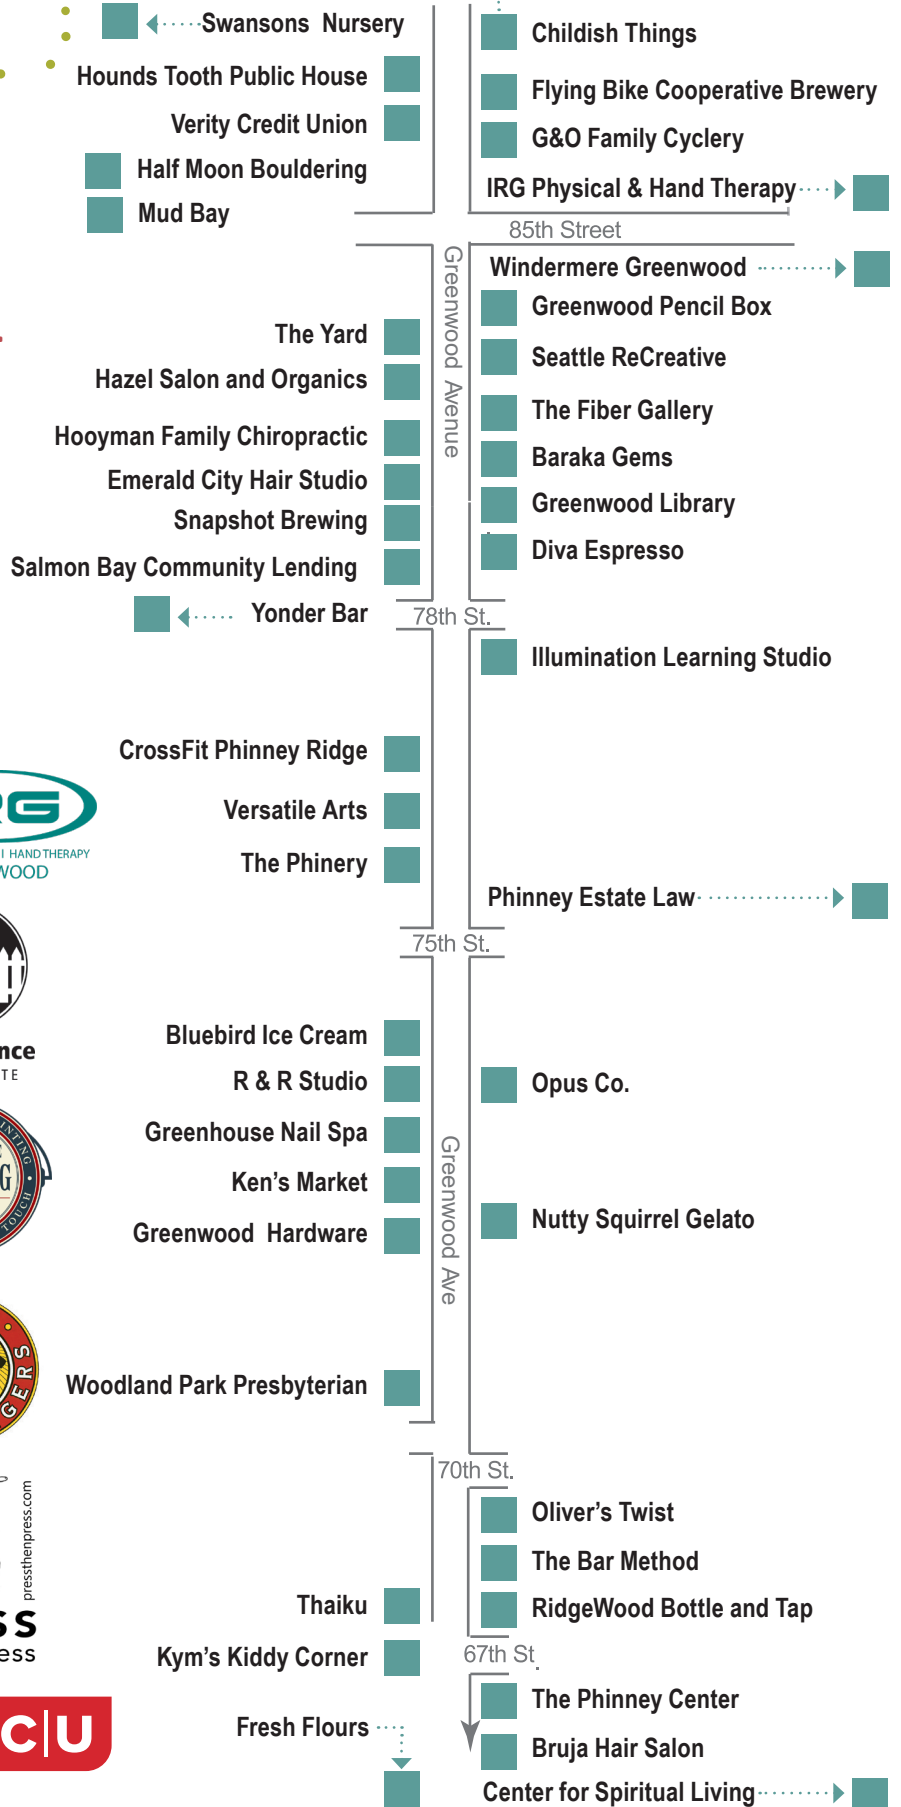 Swansons Nursery
Childish Things
Hounds Tooth Public House
Flying Bike Cooperative Brewery
Verity Credit Union
G&O Family Cyclery
Half Moon Bouldering
IRG Physical & Hand Therapy
Mud Bay
85th Street
Greenwood Avenue
Windermere Greenwood
Greenwood Pencil Box
The Yard
Seattle ReCreative
Hazel Salon and Organics
The Fiber Gallery
Hooyman Family Chiropractic
Baraka Gems
Emerald City Hair Studio
Greenwood Library
Snapshot Brewing
Diva Espresso
Salmon Bay Community Lending
Yonder Bar
78th St.
Illumination Learning Studio
CrossFit Phinney Ridge
Versatile Arts
The Phinery
HAND THERAPY
Phinney Estate Law
75th St.
Bluebird Ice Cream
R & R Studio
Opus Co.
Greenhouse Nail Spa
TOUCH
Greenwood Ave
Ken's Market
Nutty Squirrel Gelato
Greenwood Hardware
Woodland Park Presbyterian
70th St.
pressthenpress.com
Oliver's Twist
The Bar Method
Thaiku
RidgeWood Bottle and Tap
Kym's Kiddy Corner
67th St.
The Phinney Center
Fresh Flours
C|U
Bruja Hair Salon
Center for Spiritual Living